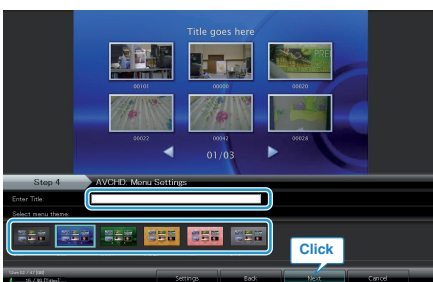 Title goes here
PRE
00101 00000 00020
00022 00042 00028
01/03
Step 4 AVCHD: Menu Settings
Enter Title:
Select menu theme:
Click
Settings Back Next Cancel